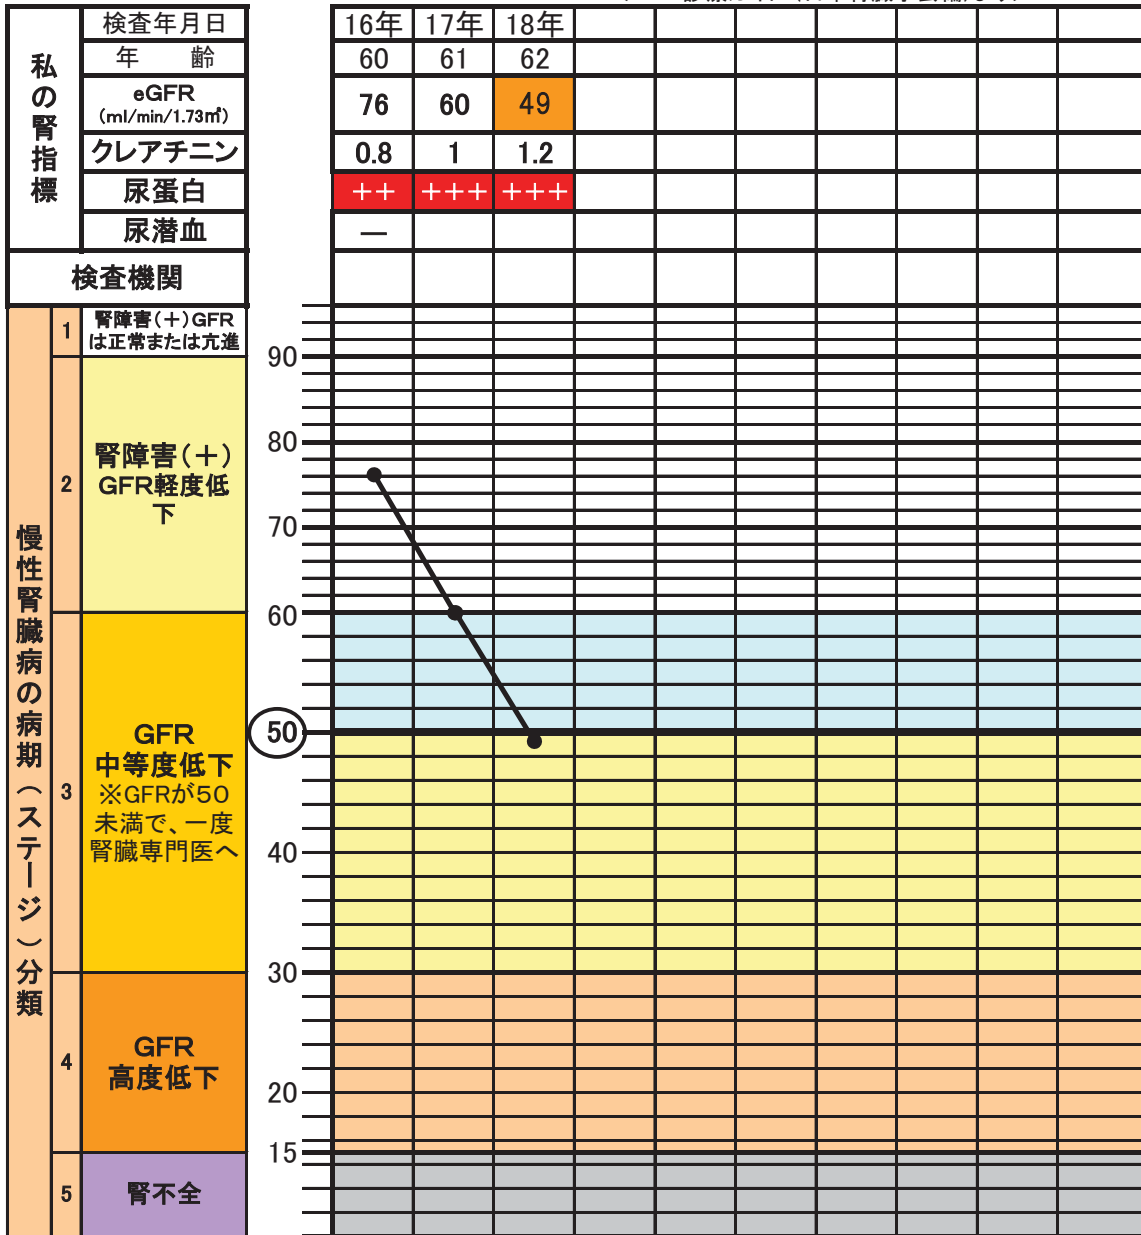 検査年月日 16年 17年 18年
年 齢 60 61 62
私の腎指標
eGFR
(ml/min/1.73㎡) 76 60 49
クレアチニン 0.8 1 1.2
尿蛋白 ++ +++ +++
尿潜血 —
検査機関
慢性腎臓病の病期（ステージ）分類
1 腎障害(+)GFR
は正常または亢進
90
80
2 腎障害(+)
GFR軽度低
下
70
60
50
3 GFR
中等度低下
※GFRが50
未満で、一度
腎臓専門医へ
40
30
4 GFR
高度低下
20
15
5 腎不全